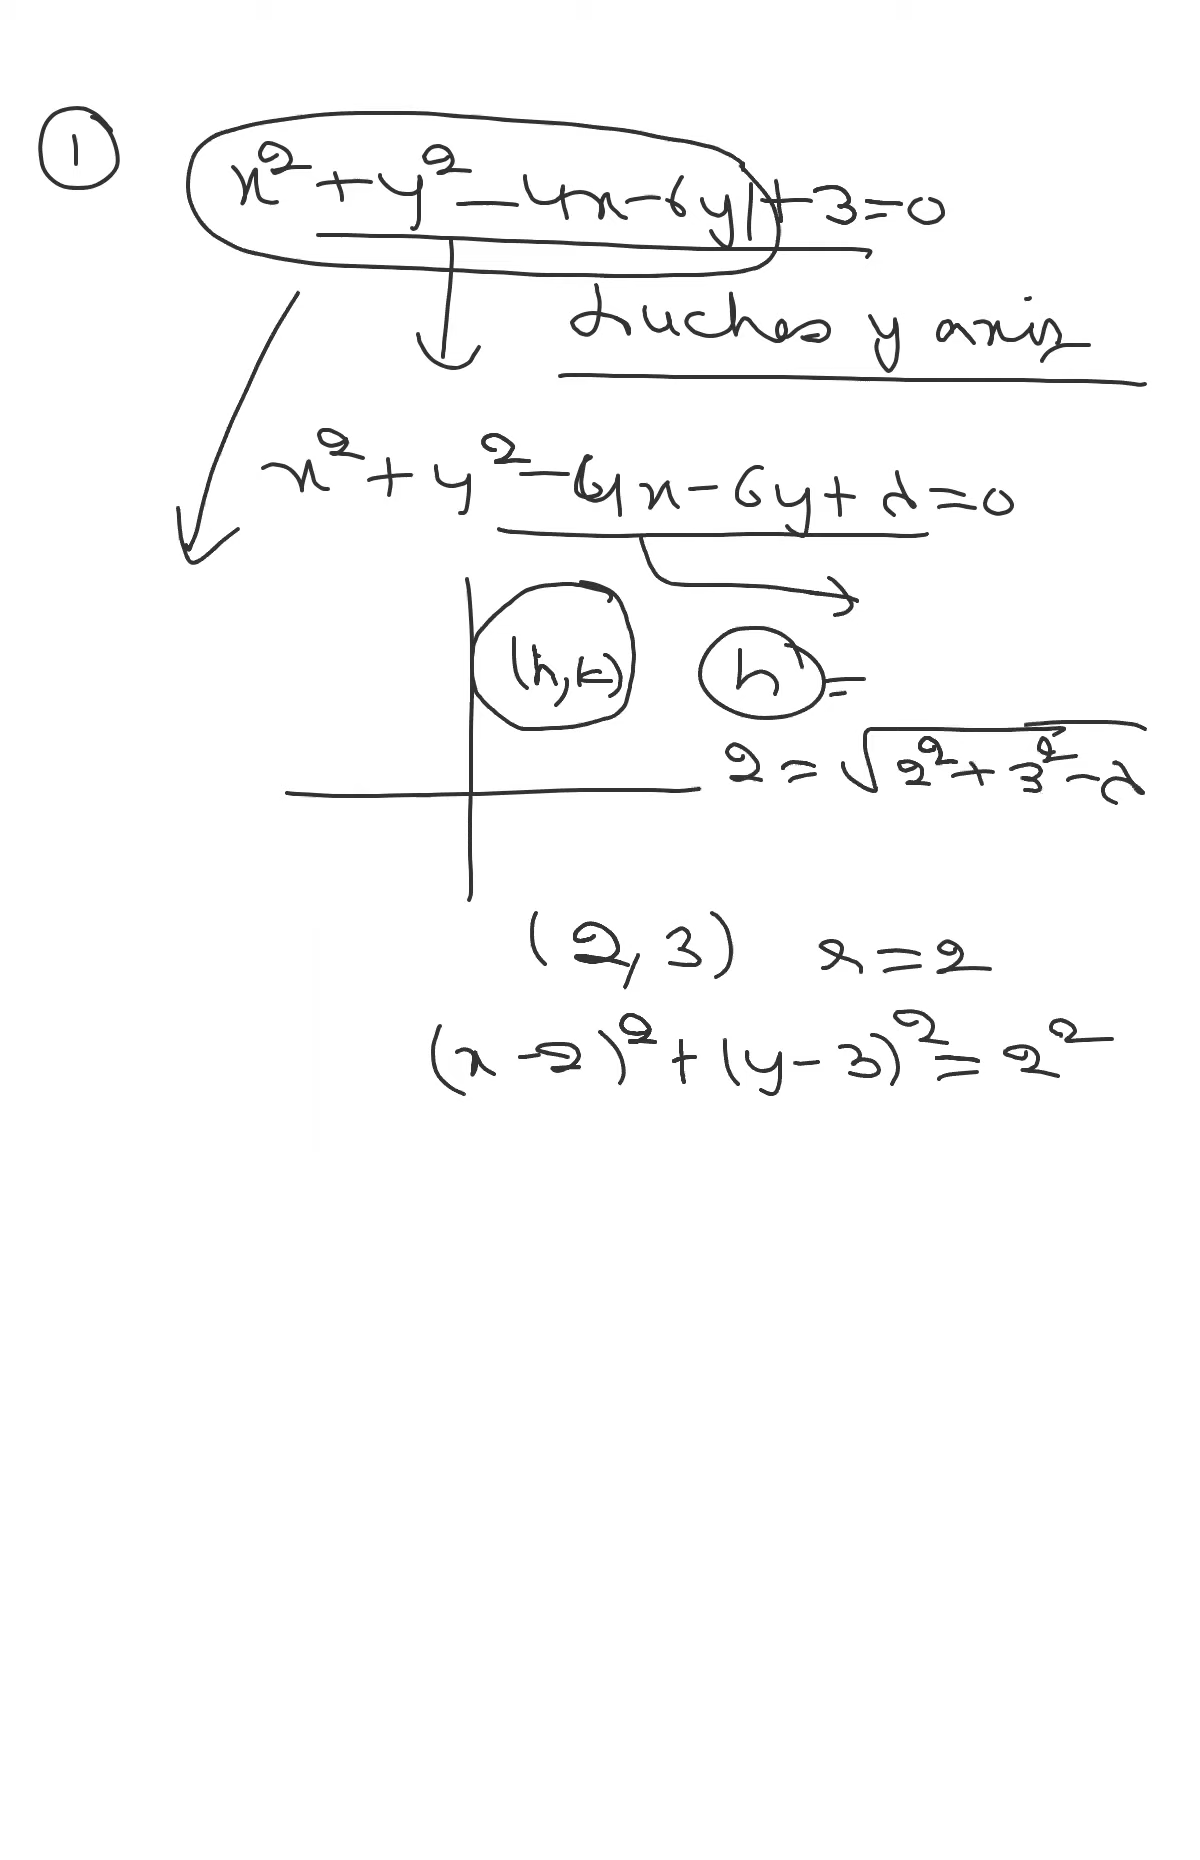 1
x² + y² - 4x - 6y + 3 = 0
tuches y axis
x² + y² - 4x - 6y + d = 0
(h, k)
h =
2 = √(2² + 3² - d)
(2, 3) r = 2
(x - 2)² + (y - 3)² = 2²